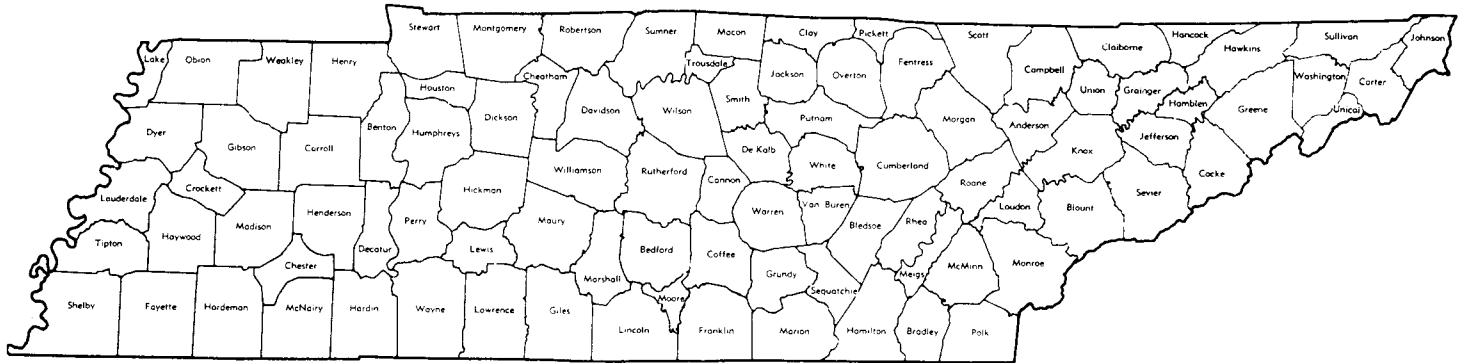 Stewart
Montgomery
Robertson
Sumner
Macon
Clay
Pickett
Scott
Hancock
Sullivan
Johnson
Lake
Obion
Weakley
Henry
Trousdale
Fentress
Claiborne
Hawkins
Houston
Cheatham
Jackson
Overton
Campbell
Union
Grainger
Washington
Carter
Dyer
Gibson
Carroll
Benton
Humphreys
Dickson
Davidson
Wilson
Smith
Putnam
Morgan
Anderson
Hamblen
Greene
Unicoi
Crockett
Hickman
Williamson
Rutherford
De Kalb
Cannon
White
Cumberland
Roane
Knox
Jefferson
Cocke
Lauderdale
Haywood
Madison
Henderson
Decatur
Perry
Maury
Warren
Van Buren
Bledsoe
Rhea
Loudon
Blount
Sevier
Tipton
Chester
Lewis
Marshall
Bedford
Coffee
Grundy
Sequatchie
Meigs
McMinn
Monroe
Shelby
Fayette
Hardeman
McNairy
Hardin
Wayne
Lawrence
Giles
Lincoln
Moore
Franklin
Marion
Hamilton
Bradley
Polk